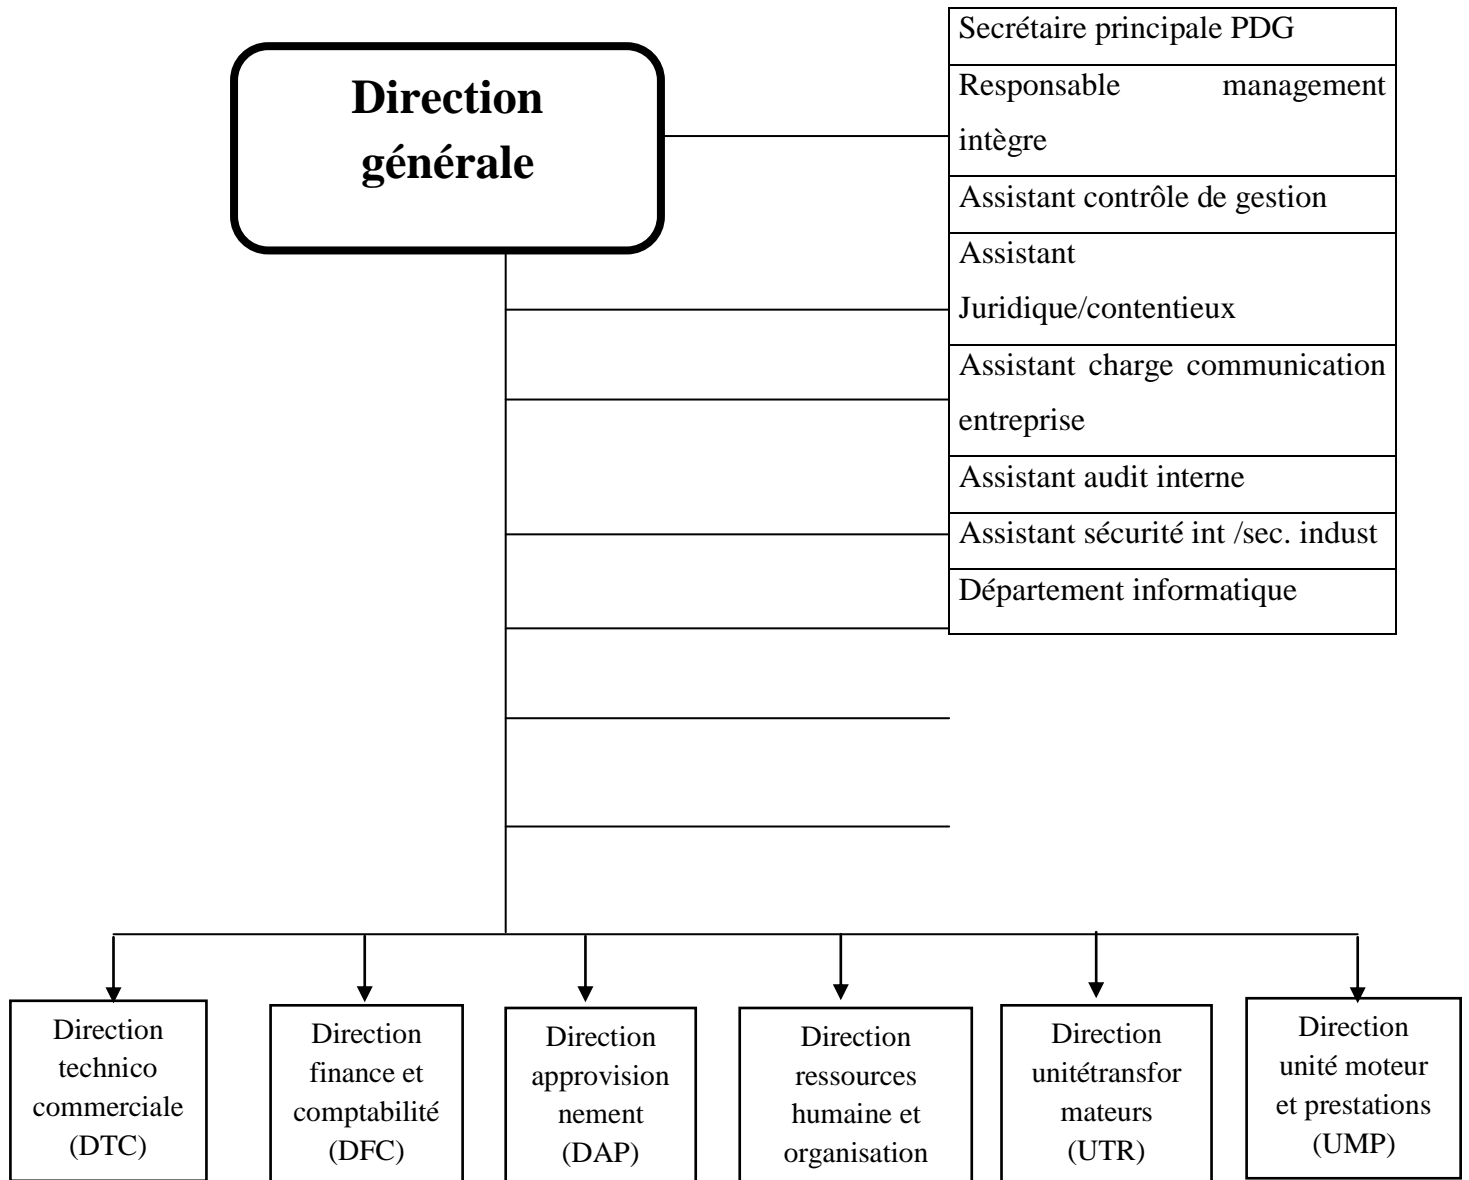 Direction
générale
Secrétaire principale PDG
Responsable management
intègre
Assistant contrôle de gestion
Assistant
Juridique/contentieux
Assistant charge communication
entreprise
Assistant audit interne
Assistant sécurité int /sec. indust
Département informatique
Direction
technico
commerciale
(DTC)
Direction
finance et
comptabilité
(DFC)
Direction
approvision
nement
(DAP)
Direction
ressources
humaine et
organisation
Direction
unitétransfor
mateurs
(UTR)
Direction
unité moteur
et prestations
(UMP)